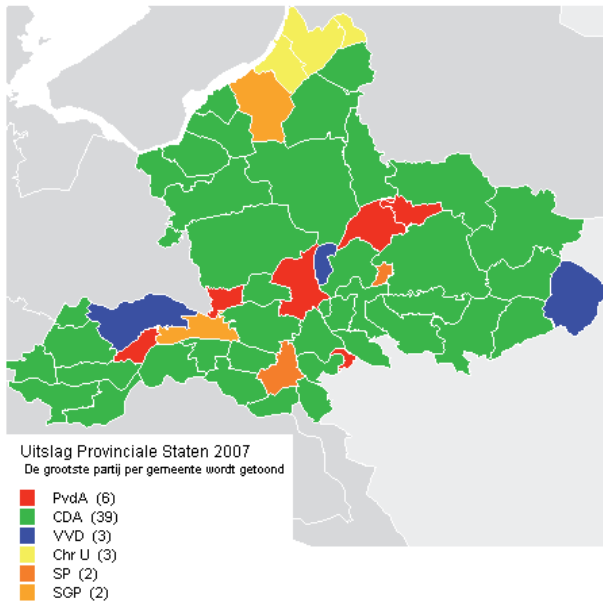 Uitslag Provinciale Staten 2007
De grootste partij per gemeente wordt getoond
PvdA (6)
CDA (39)
VVD (3)
Chr U (3)
SP (2)
SGP (2)